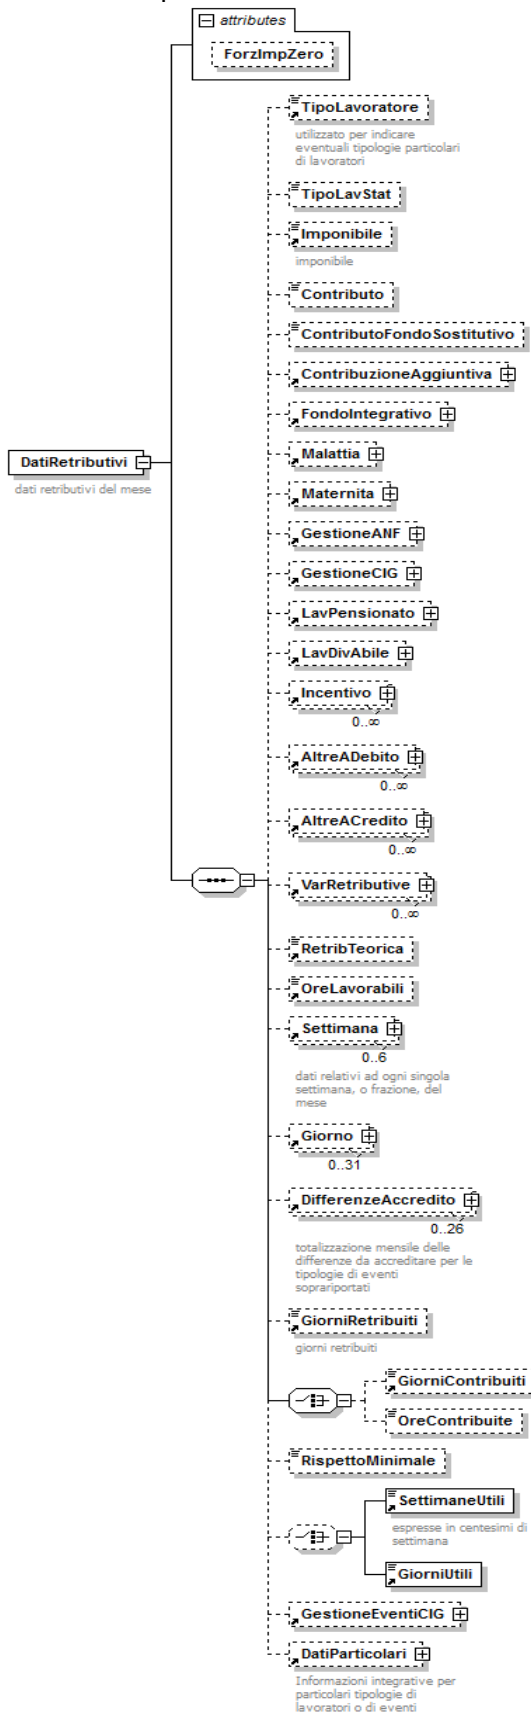 attributes
ForzImpZero
TipoLavoratore
utilizzato per indicare
eventuali tipologie particolari
di lavoratori
TipoLavStat
Imponibile
imponibile
Contributo
ContributoFondoSostitutivo
ContribuzioneAggiuntiva
FondoIntegrativo
DatiRetributivi
dati retributivi del mese
Malattia
Maternita
GestioneANF
GestioneCIG
LavPensionato
LavDivAbile
Incentivo
0..∞
AltreADebito
0..∞
AltreACredito
0..∞
VarRetributive
0..∞
RetribTeorica
OreLavorabili
Settimana
0..6
dati relativi ad ogni singola
settimana, o frazione, del
mese
Giorno
0..31
DifferenzeAccredito
0..26
totalizzazione mensile delle
differenze da accreditare per le
tipologie di eventi
soprariportati
GiorniRetribuiti
giorni retribuiti
GiorniContribuiti
OreContribuite
RispettoMinimale
SettimaneUtili
espresse in centesimi di
settimana
GiorniUtili
GestioneEventiCIG
DatiParticolari
Informazioni integrative per
particolari tipologie di
lavoratori o di eventi